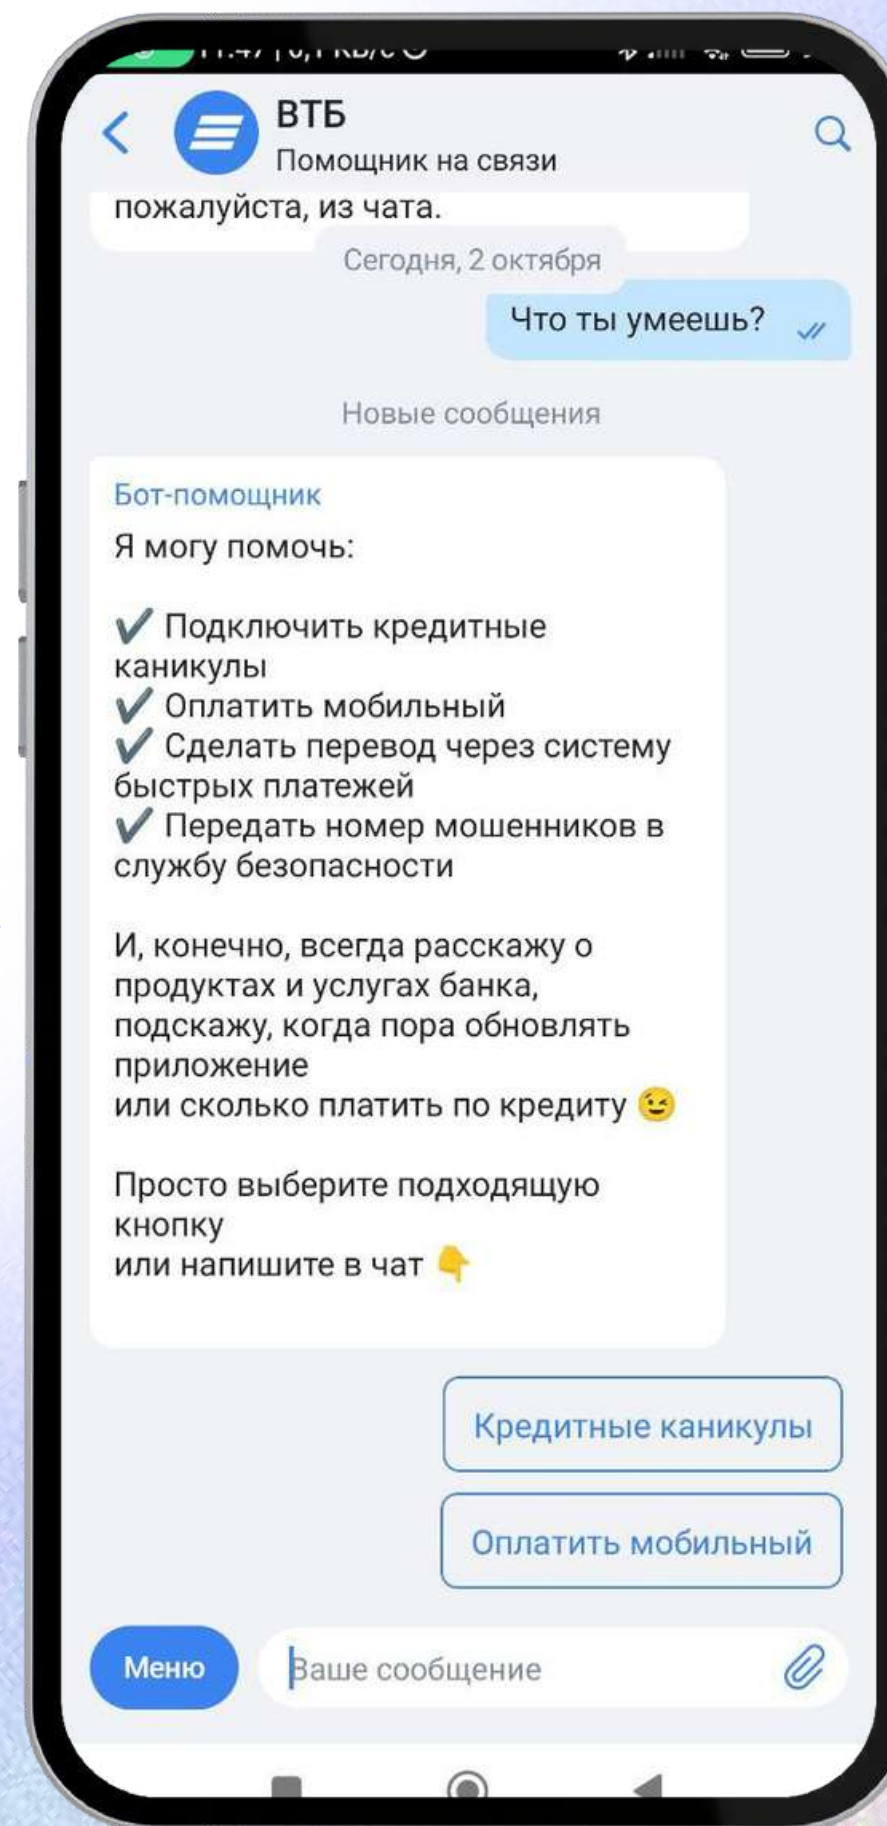 ВТБ
Помощник на связи
пожалуйста, из чата.
Сегодня, 2 октября
Что ты умеешь?
Новые сообщения
Бот-помощник
Я могу помочь:
✔ Подключить кредитные
каникулы
✔ Оплатить мобильный
✔ Сделать перевод через систему
быстрых платежей
✔ Передать номер мошенников в
службу безопасности
И, конечно, всегда расскажу о
продуктах и услугах банка,
подскажу, когда пора обновлять
приложение
или сколько платить по кредиту 😉
Просто выберите подходящую
кнопку
или напишите в чат 👇
Кредитные каникулы
Оплатить мобильный
Меню
Ваше сообщение